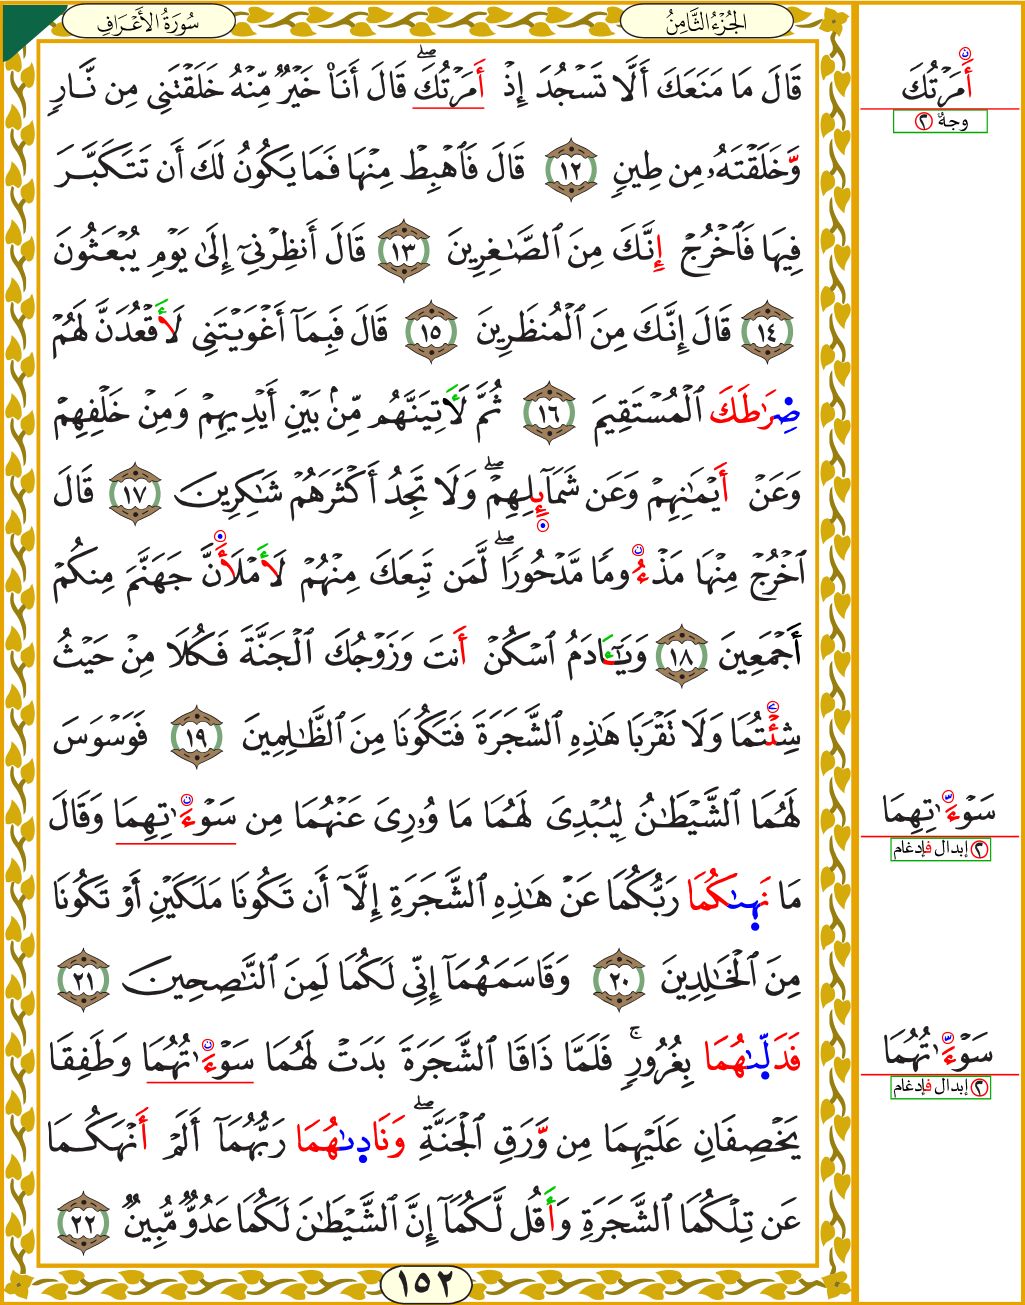 سُورَةُ الأَعْرَافِ
الجُزْءُ الثَّامِنُ
قَالَ مَا مَنَعَكَ أَلَّا تَسْجُدَ إِذْ أَمَرْتُكَ ۖ قَالَ أَنَا۠ خَيْرٌ مِّنْهُ خَلَقْتَنِى مِن نَّارٍ
وَّخَلَقْتَهُۥ مِن طِينٍ ١٢ قَالَ فَٱهْبِطْ مِنْهَا فَمَا يَكُونُ لَكَ أَن تَتَكَبَّرَ
فِيهَا فَٱخْرُجْ إِنَّكَ مِنَ ٱلصَّٰغِرِينَ ١٣ قَالَ أَنظِرْنِىٓ إِلَىٰ يَوْمِ يُبْعَثُونَ
١٤ قَالَ إِنَّكَ مِنَ ٱلْمُنظَرِينَ ١٥ قَالَ فَبِمَآ أَغْوَيْتَنِى لَأَقْعُدَنَّ لَهُمْ
صِرَٰطَكَ ٱلْمُسْتَقِيمَ ١٦ ثُمَّ لَـَٔاتِيَنَّهُم مِّنۢ بَيْنِ أَيْدِيهِمْ وَمِنْ خَلْفِهِمْ
وَعَنْ أَيْمَٰنِهِمْ وَعَن شَمَآئِلِهِمْ ۖ وَلَا تَجِدُ أَكْثَرَهُمْ شَٰكِرِينَ ١٧ قَالَ
ٱخْرُجْ مِنْهَا مَذْءُومًا مَّدْحُورًا ۖ لَّمَن تَبِعَكَ مِنْهُمْ لَأَمْلَأَنَّ جَهَنَّمَ مِنكُمْ
أَجْمَعِينَ ١٨ وَيَٰٓـَٔادَمُ ٱسْكُنْ أَنتَ وَزَوْجُكَ ٱلْجَنَّةَ فَكُلَا مِنْ حَيْثُ
شِئْتُمَا وَلَا تَقْرَبَا هَٰذِهِ ٱلشَّجَرَةَ فَتَكُونَا مِنَ ٱلظَّٰلِمِينَ ١٩ فَوَسْوَسَ
لَهُمَا ٱلشَّيْطَٰنُ لِيُبْدِىَ لَهُمَا مَا وُۥرِىَ عَنْهُمَا مِن سَوْءَٰتِهِمَا وَقَالَ
مَا نَهَىٰكُمَا رَبُّكُمَا عَنْ هَٰذِهِ ٱلشَّجَرَةِ إِلَّآ أَن تَكُونَا مَلَكَيْنِ أَوْ تَكُونَا
مِنَ ٱلْخَٰلِدِينَ ٢٠ وَقَاسَمَهُمَآ إِنِّى لَكُمَا لَمِنَ ٱلنَّٰصِحِينَ ٢١
فَدَلَّىٰهُمَا بِغُرُورٍ ۚ فَلَمَّا ذَاقَا ٱلشَّجَرَةَ بَدَتْ لَهُمَا سَوْءَٰتُهُمَا وَطَفِقَا
يَخْصِفَانِ عَلَيْهِمَا مِن وَّرَقِ ٱلْجَنَّةِ ۖ وَنَادَىٰهُمَا رَبُّهُمَآ أَلَمْ أَنْهَكُمَا
عَن تِلْكُمَا ٱلشَّجَرَةِ وَأَقُل لَّكُمَآ إِنَّ ٱلشَّيْطَٰنَ لَكُمَا عَدُوٌّ مُّبِينٌ ٢٢
١٥٢
أَمَرْتُكَ
وجهٌ ٢
سَوْءَٰتِهِمَا
٢ إبدال فإدغام
سَوْءَٰتُهُمَا
٢ إبدال فإدغام